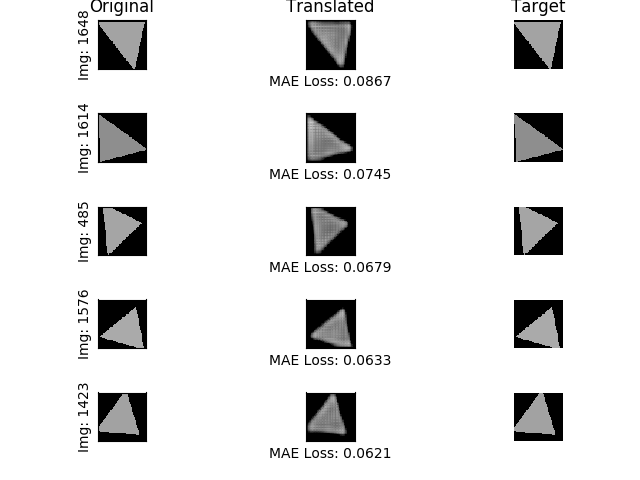 Original Translated Target
Img: 1648
MAE Loss: 0.0867
Img: 1614
MAE Loss: 0.0745
Img: 485
MAE Loss: 0.0679
Img: 1576
MAE Loss: 0.0633
Img: 1423
MAE Loss: 0.0621